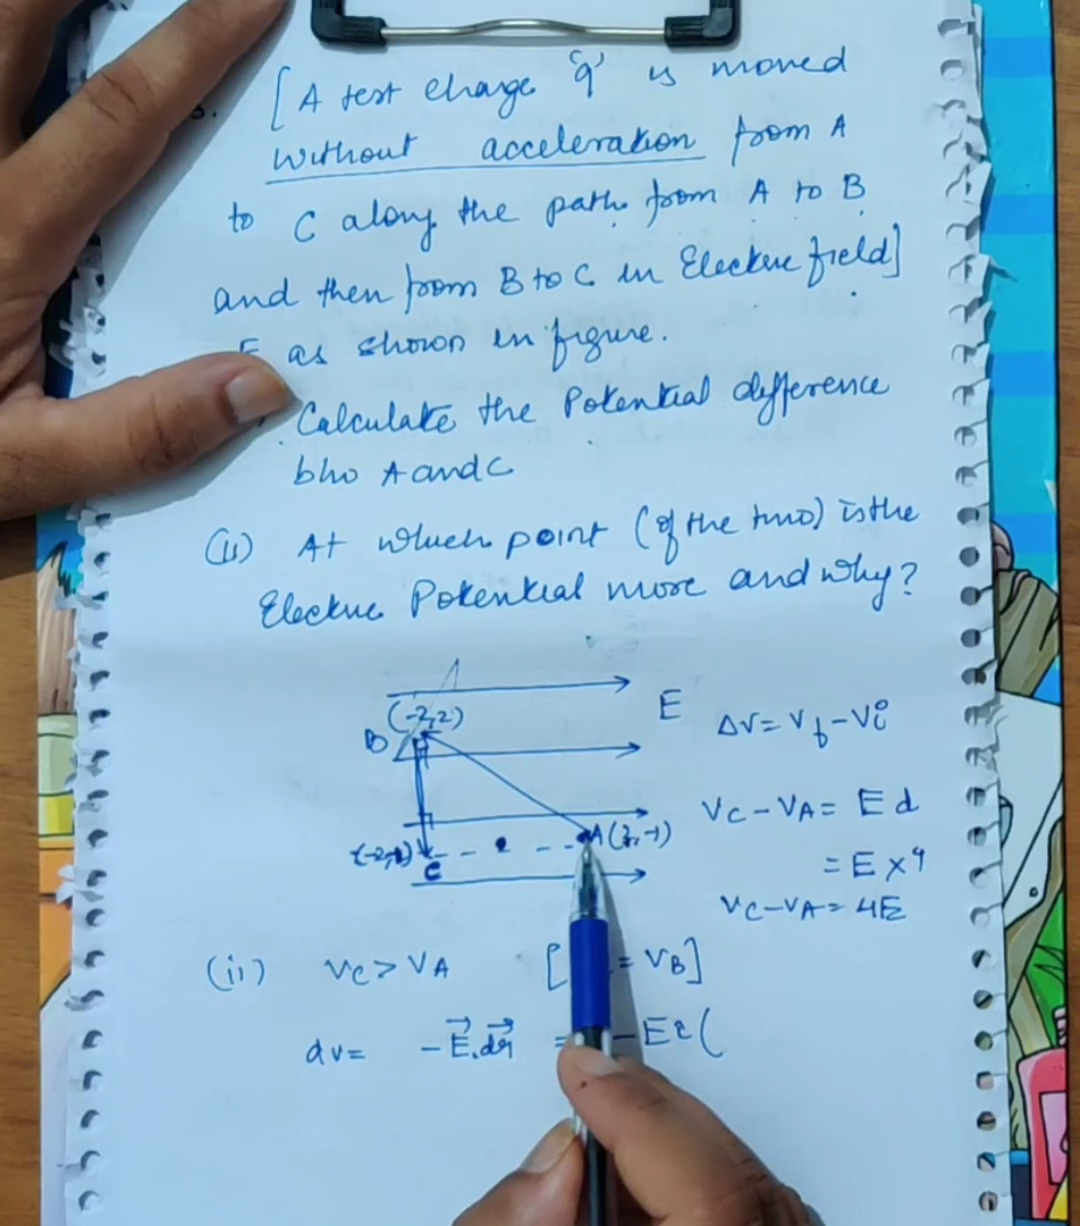 [A test charge 'q' is moved
without acceleration from A
to C along the path from A to B
and then from B to C in Electric field]
E as shown in figure.
Calculate the Potential difference
b/w A and C
(ii) At which point (of the two) is the
Electric Potential more and why?
E
(-2,2)
B
A (2,-1)
C
ΔV = Vf - Vi
VC - VA = Ed
= E × 4
VC - VA = 4E
(ii) VC > VA [ = VB]
dv = -E⃗.dr⃗ = -Eî(